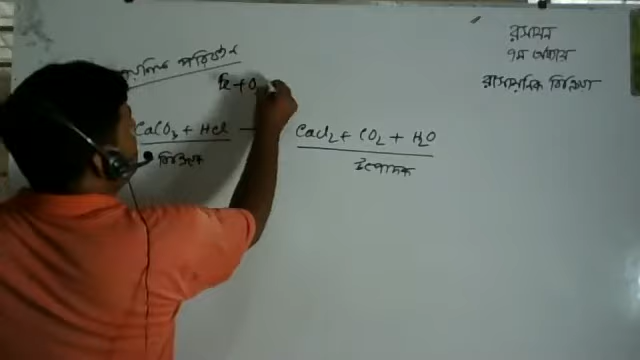 রসায়ন
৭ম অধ্যায়
রাসায়নিক বিক্রিয়া
পরিবর্তন
CaCO3 + HCl — CaCl2 + CO2 + H2O
বিক্রিয়ক উৎপাদক